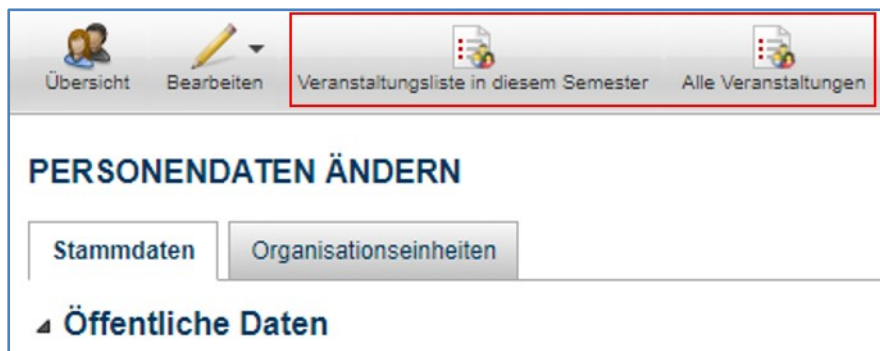 Übersicht Bearbeiten Veranstaltungsliste in diesem Semester Alle Veranstaltungen
PERSONENDATEN ÄNDERN
Stammdaten Organisationseinheiten
Öffentliche Daten